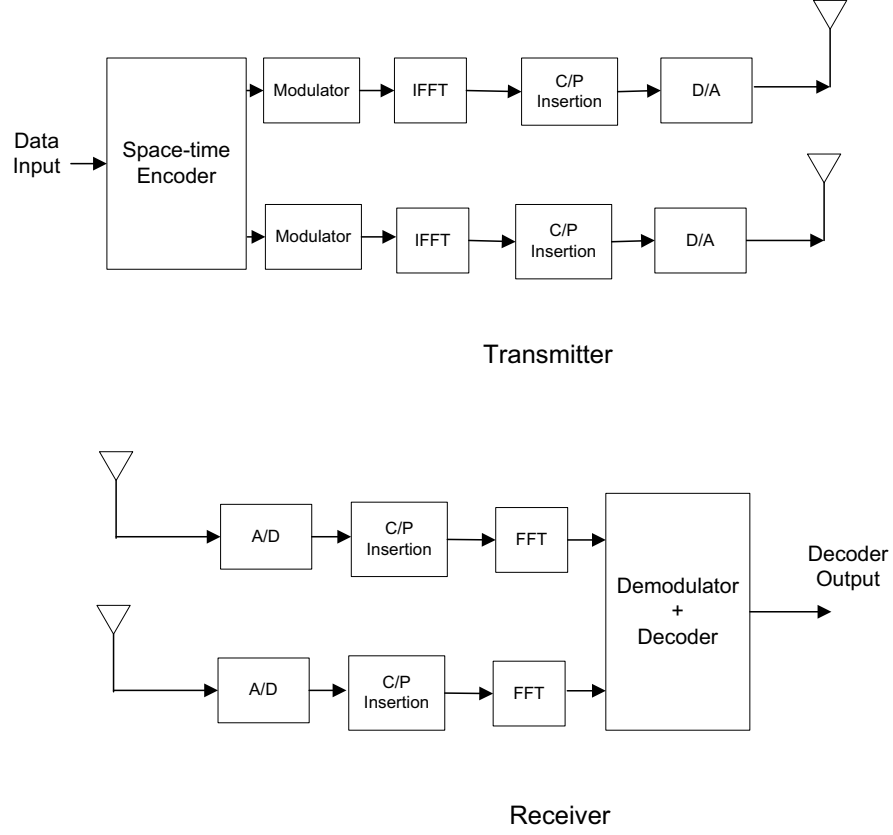 Data
Input
Space-time
Encoder
Modulator
IFFT
C/P
Insertion
D/A
Modulator
IFFT
C/P
Insertion
D/A
Transmitter
A/D
C/P
Insertion
FFT
A/D
C/P
Insertion
FFT
Demodulator
+
Decoder
Decoder
Output
Receiver